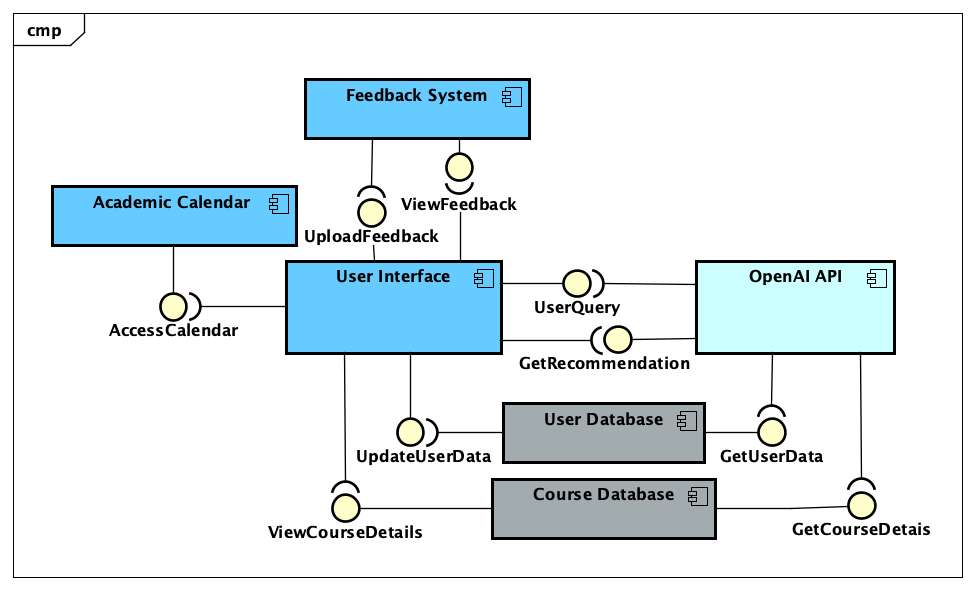 cmp
Feedback System
Academic Calendar
ViewFeedback
UploadFeedback
User Interface
OpenAI API
UserQuery
AccessCalendar
GetRecommendation
User Database
UpdateUserData
GetUserData
Course Database
ViewCourseDetails
GetCourseDetais